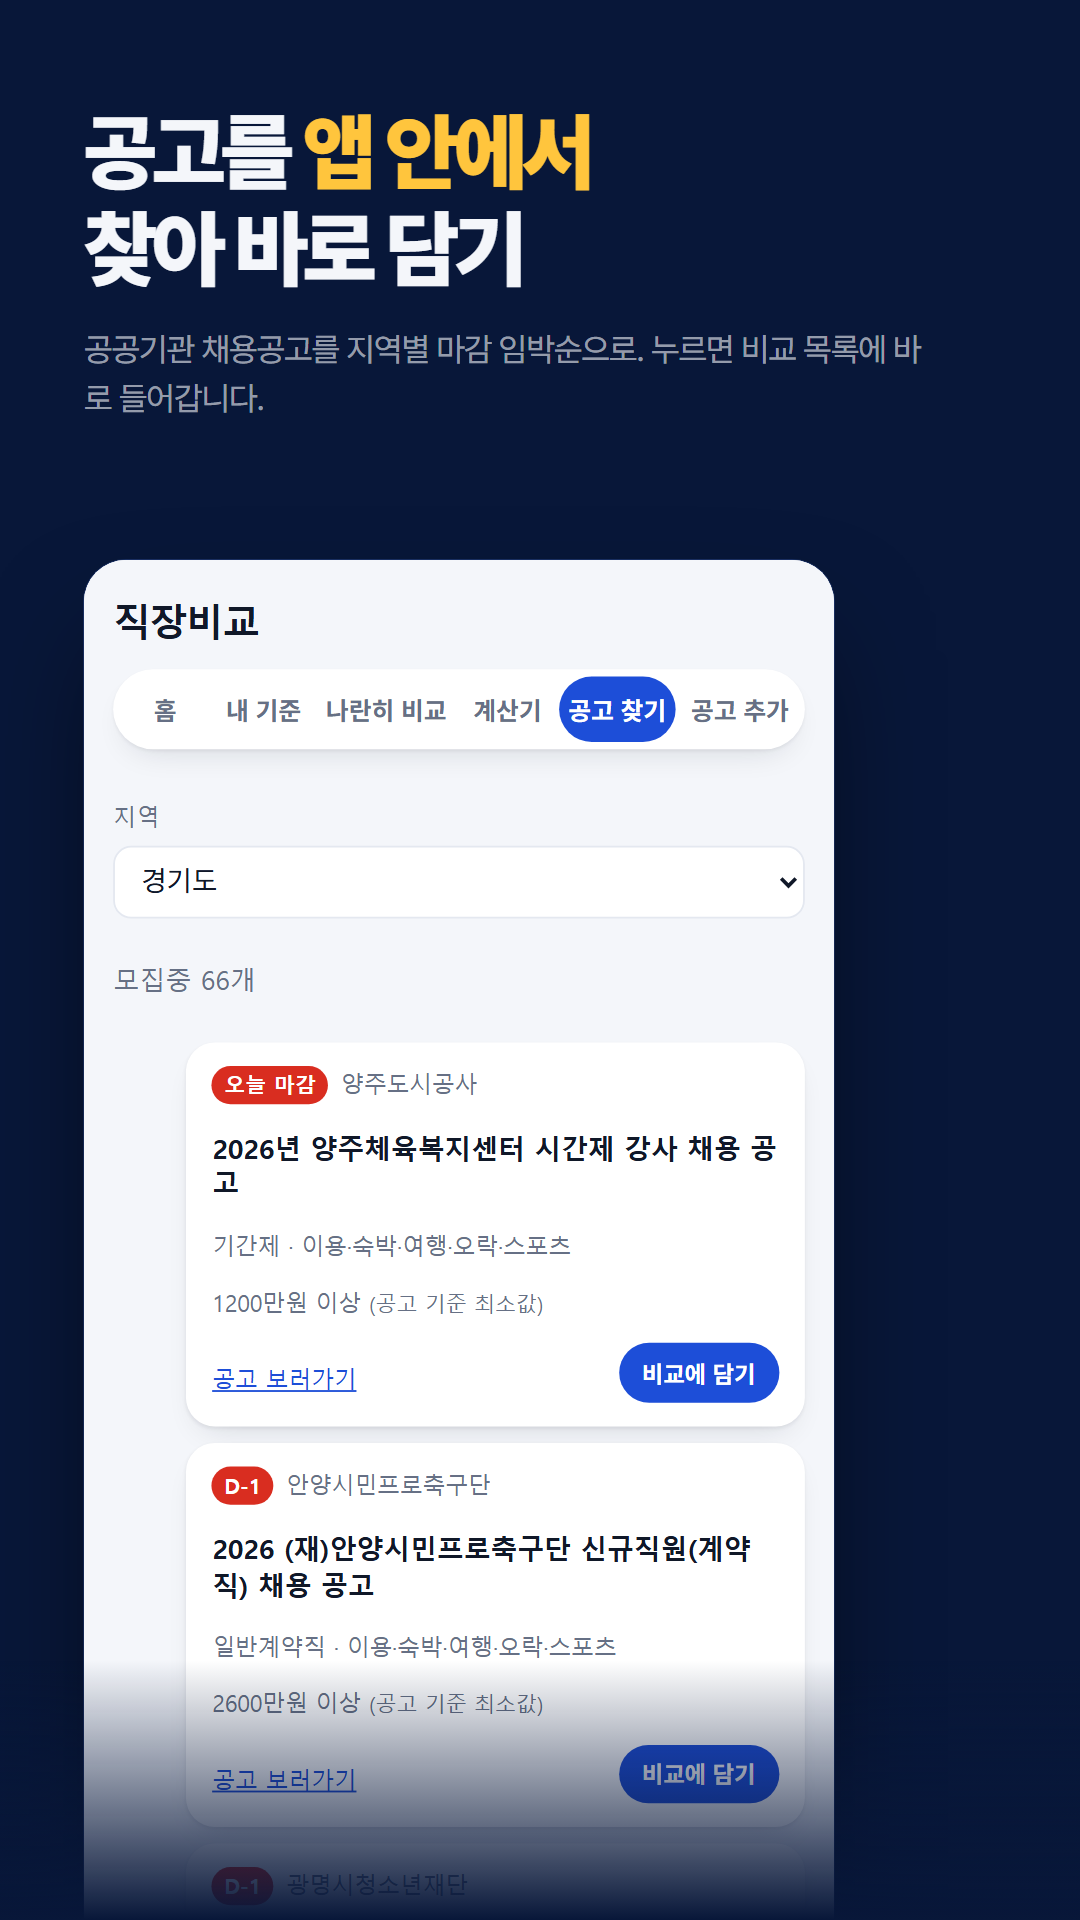 공고를 앱 안에서
찾아 바로 담기
공공기관 채용공고를 지역별 마감 임박순으로. 누르면 비교 목록에 바
로 들어갑니다.
직장비교
홈 내 기준 나란히 비교 계산기 공고 찾기 공고 추가
지역
경기도
모집중 66개
오늘 마감 양주도시공사
2026년 양주체육복지센터 시간제 강사 채용 공
고
기간제 · 이용·숙박·여행·오락·스포츠
1200만원 이상 (공고 기준 최소값)
공고 보러가기 비교에 담기
D-1 안양시민프로축구단
2026 (재)안양시민프로축구단 신규직원(계약
직) 채용 공고
일반계약직 · 이용·숙박·여행·오락·스포츠
2600만원 이상 (공고 기준 최소값)
공고 보러가기 비교에 담기
D-1 광명시청소년재단